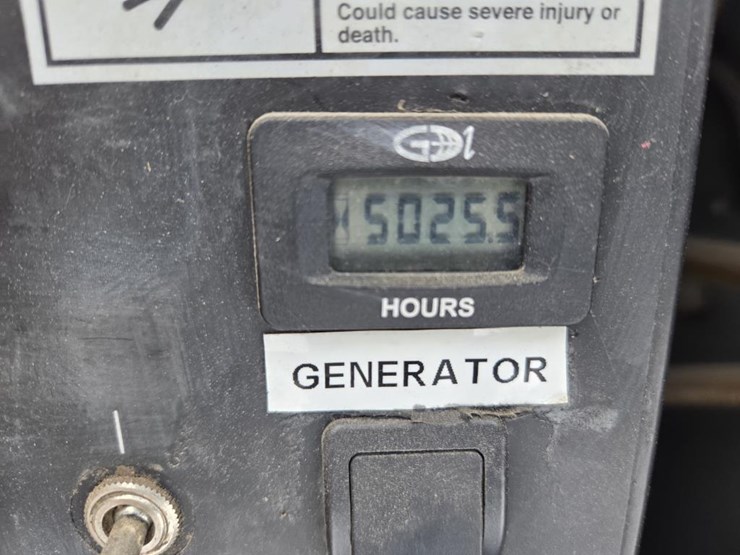 Could cause severe injury or
death.
5025.5
HOURS
GENERATOR